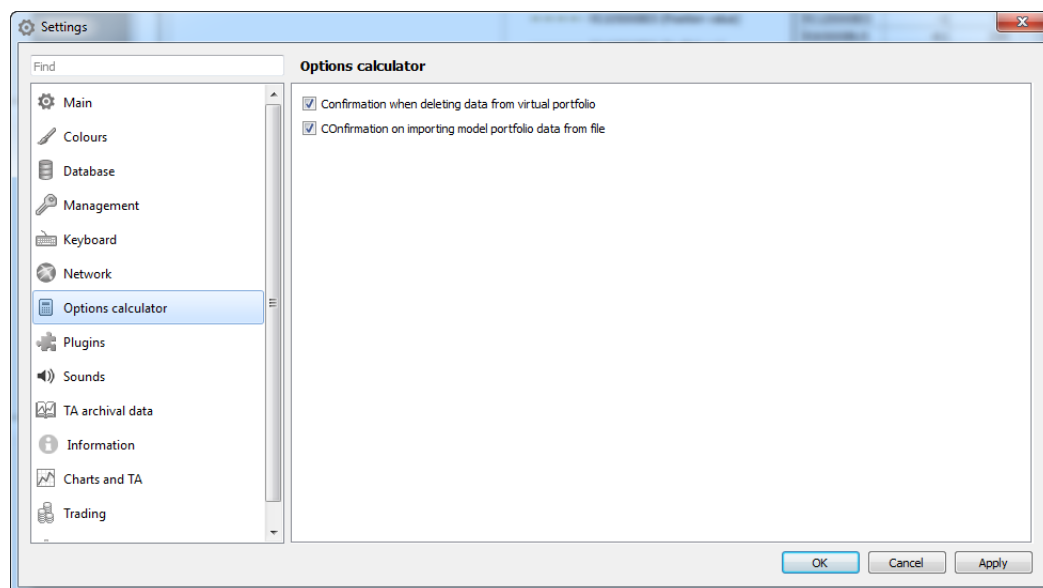 Settings
Find
Main
Colours
Database
Management
Keyboard
Network
Options calculator
Plugins
Sounds
TA archival data
Information
Charts and TA
Trading
Options calculator
Confirmation when deleting data from virtual portfolio
COnfirmation on importing model portfolio data from file
OK
Cancel
Apply